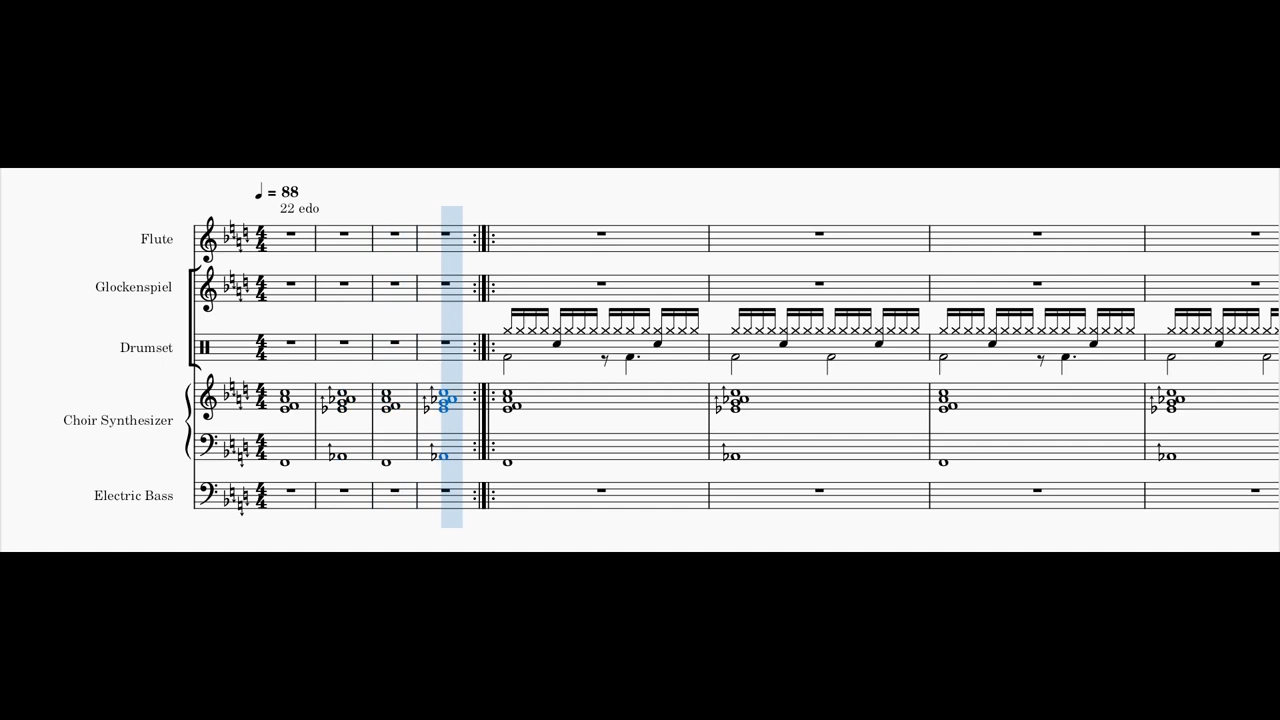 ♩ = 88
22 edo
Flute
Glockenspiel
Drumset
Choir Synthesizer
Electric Bass